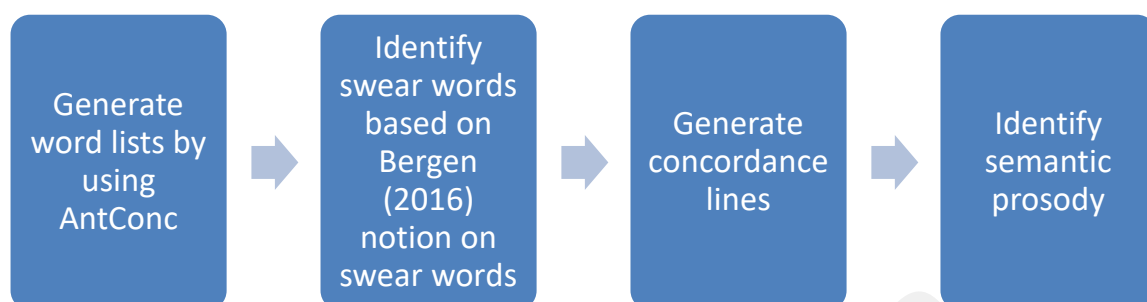 Generate
word lists by
using
AntConc
Identify
swear words
based on
Bergen
(2016)
notion on
swear words
Generate
concordance
lines
Identify
semantic
prosody